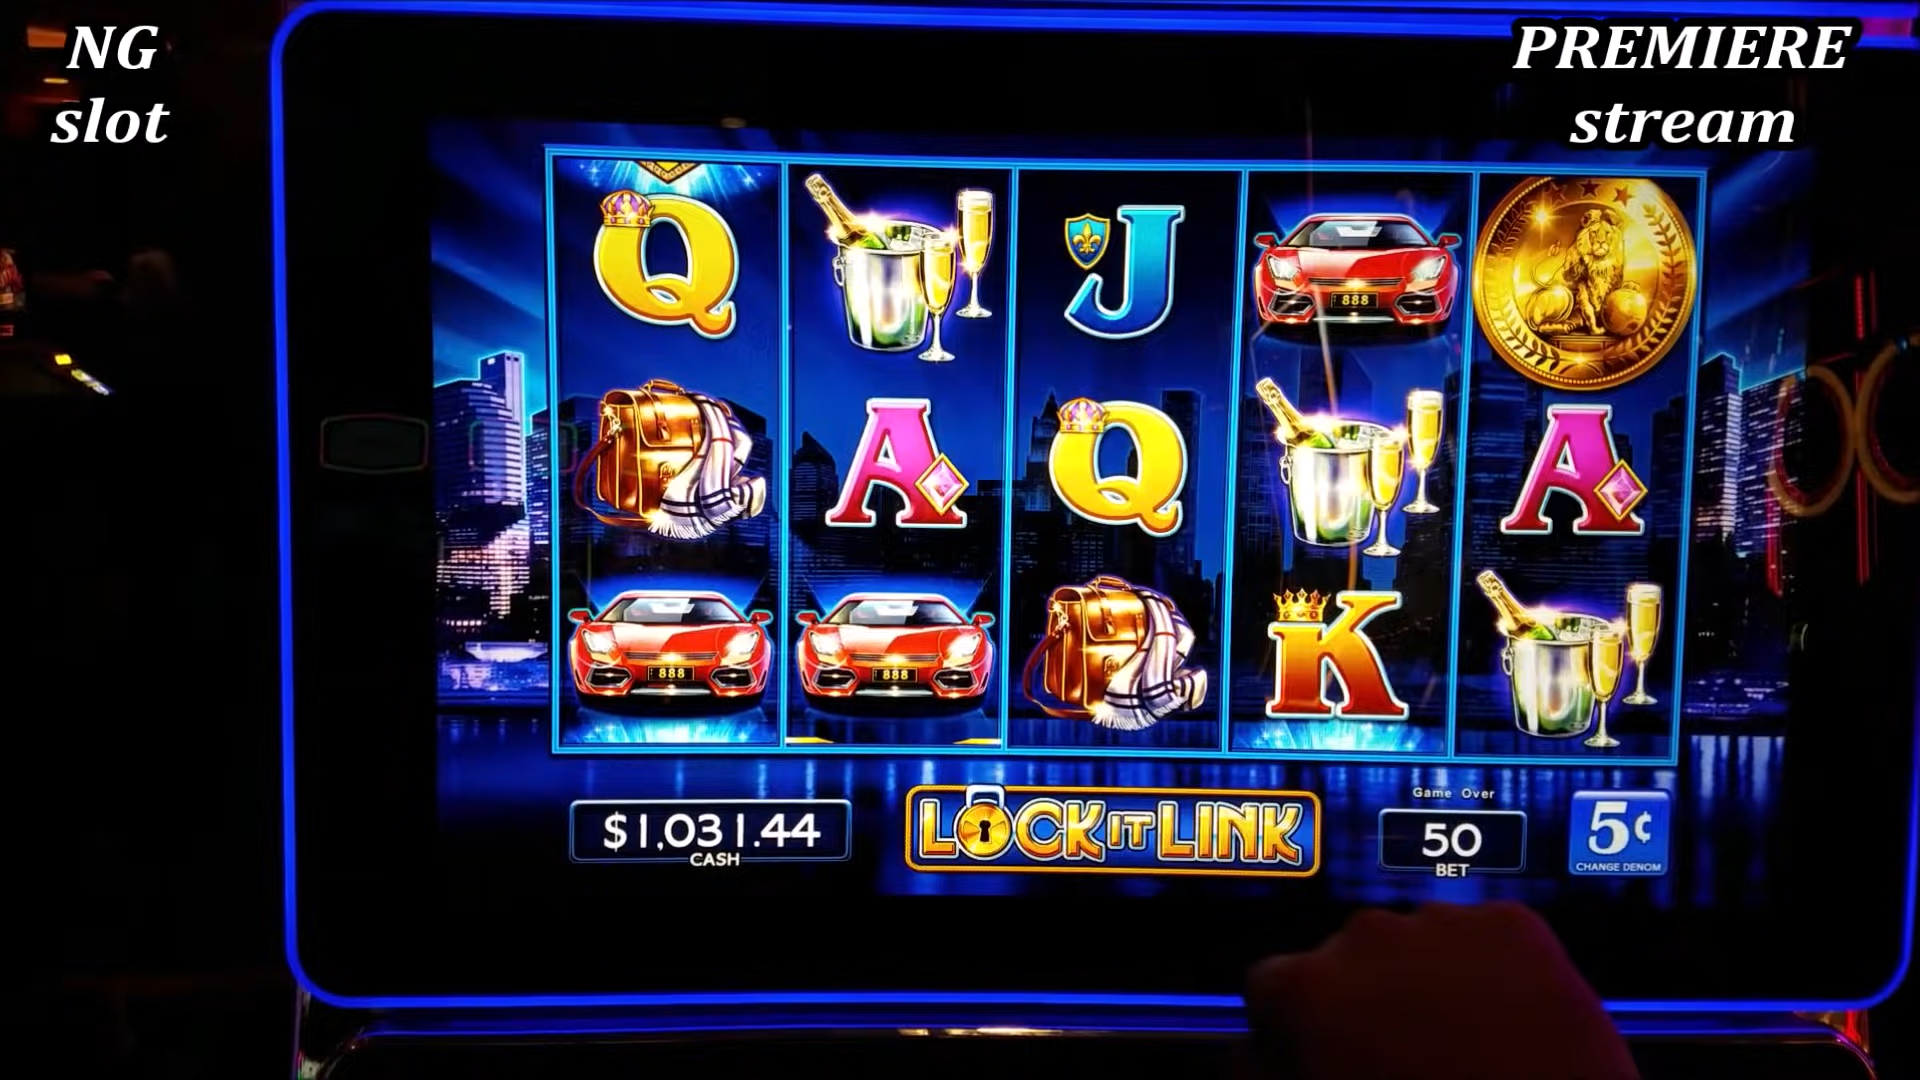 NG
slot
PREMIERE
stream
Q
J
888
A
Q
A
888
888
K
Game Over
$1,031.44
CASH
LOCK IT LINK
50
BET
5¢
CHANGE DENOM